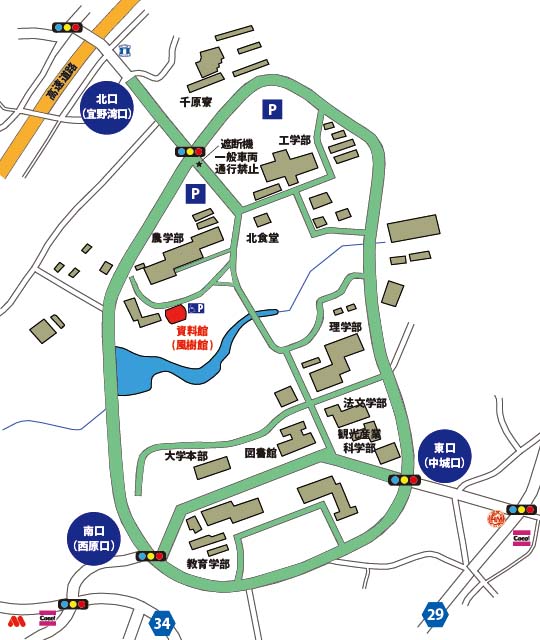 高速道路
北口
(宜野湾口)
千原寮
P
工学部
遮断機
一般車両
通行禁止
P
農学部
北食堂
P
資料館
(風樹館)
理学部
法文学部
観光産業
科学部
大学本部
図書館
東口
(中城口)
南口
(西原口)
教育学部
Coco!
Coco!
34
29